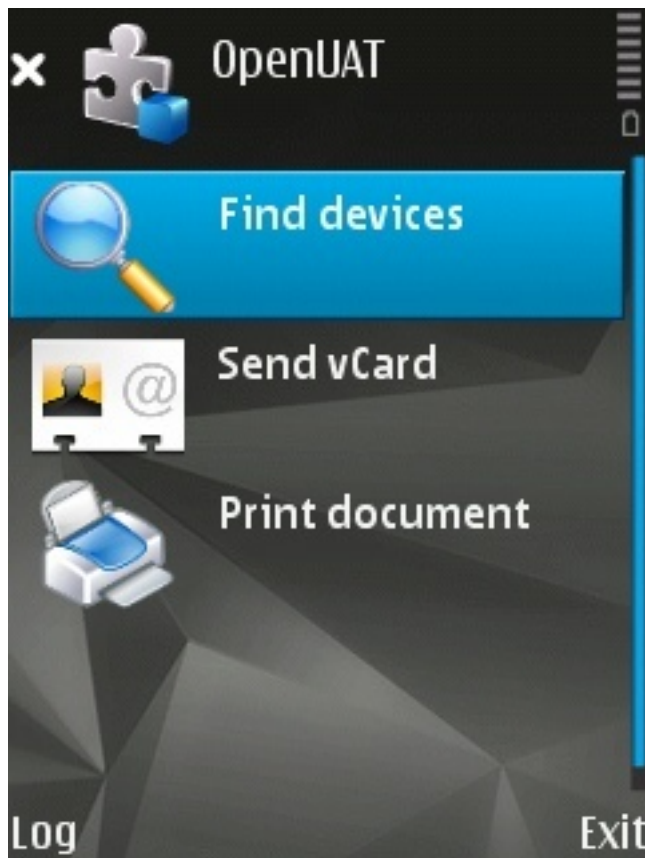 OpenUAT
Find devices
Send vCard
@
Print document
Log
Exit